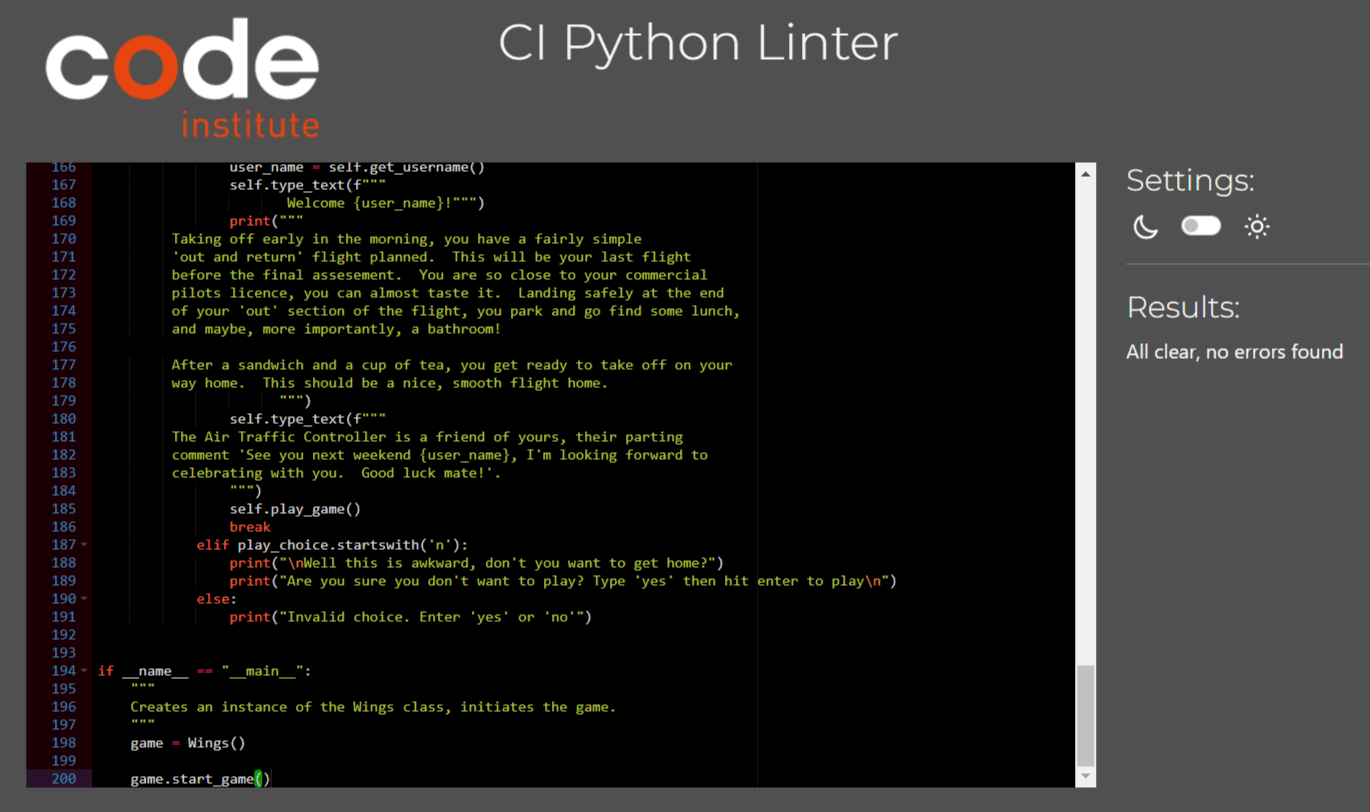 code
institute
CI Python Linter
166 user_name = self.get_username()
167 self.type_text(f"""
168 Welcome {user_name}!""")
169 print("""
170 Taking off early in the morning, you have a fairly simple
171 'out and return' flight planned.  This will be your last flight
172 before the final assesement.  You are so close to your commercial
173 pilots licence, you can almost taste it.  Landing safely at the end
174 of your 'out' section of the flight, you park and go find some lunch,
175 and maybe, more importantly, a bathroom!
176
177 After a sandwich and a cup of tea, you get ready to take off on your
178 way home.  This should be a nice, smooth flight home.
179 """)
180 self.type_text(f"""
181 The Air Traffic Controller is a friend of yours, their parting
182 comment 'See you next weekend {user_name}, I'm looking forward to
183 celebrating with you.  Good luck mate!'.
184 """)
185 self.play_game()
186 break
187 elif play_choice.startswith('n'):
188 print("\nWell this is awkward, don't you want to get home?")
189 print("Are you sure you don't want to play? Type 'yes' then hit enter to play\n")
190 else:
191 print("Invalid choice. Enter 'yes' or 'no'")
192
193
194 if __name__ == "__main__":
195 """
196 Creates an instance of the Wings class, initiates the game.
197 """
198 game = Wings()
199
200 game.start_game()
Settings:
Results:
All clear, no errors found